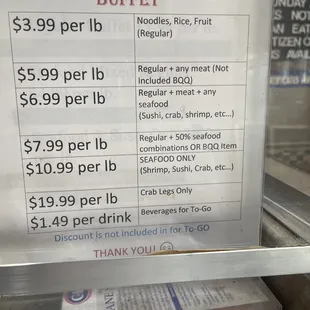 BUFFET
$3.99 per lb
Noodles, Rice, Fruit
(Regular)
$5.99 per lb
Regular + any meat (Not
Included BQQ)
$6.99 per lb
Regular + meat + any
seafood
(Sushi, crab, shrimp, etc...)
$7.99 per lb
Regular + 50% seafood
combinations OR BQQ Item
$10.99 per lb
SEAFOOD ONLY
(Shrimp, Sushi, Crab, etc...)
$19.99 per lb
Crab Legs Only
$1.49 per drink
Beverages for To-Go
Discount is not included in for To-GO
THANK YOU!